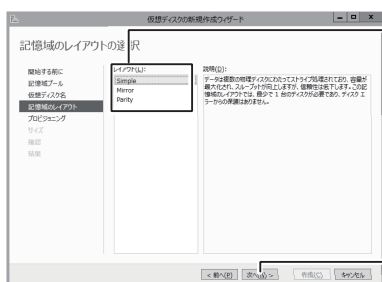 仮想ディスクの新規作成ウィザード
記憶域のレイアウトの選択
開始する前に
記憶域プール
仮想ディスク名
記憶域のレイアウト
プロビジョニング
サイズ
確認
結果
レイアウト(L):
Simple
Mirror
Parity
説明(D):
データは複数の物理ディスクにわたってストライプ処理されており、容量が
最大化され、スループットが向上しますが、信頼性は低下します。この記
憶域のレイアウトでは、最少で 1 台のディスクが必要であり、ディスク エ
ラーからの保護はありません。
< 前へ(P)
次へ(N) >
作成(C)
キャンセル